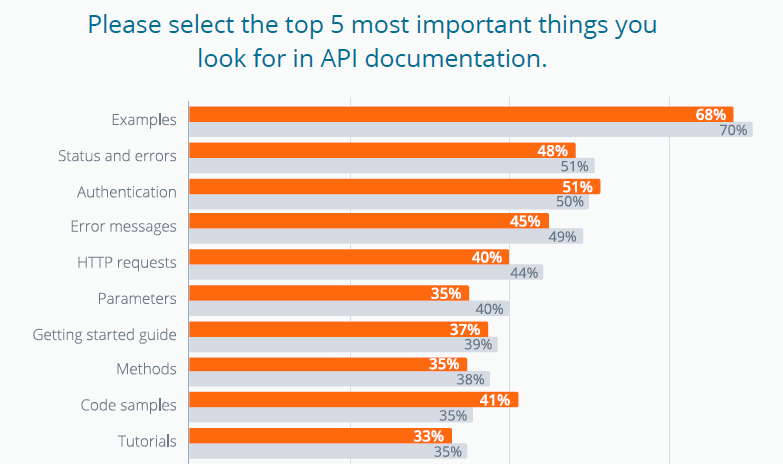 Please select the top 5 most important things you
look for in API documentation.
Examples
68%
70%
Status and errors
48%
51%
Authentication
51%
50%
Error messages
45%
49%
HTTP requests
40%
44%
Parameters
35%
40%
Getting started guide
37%
39%
Methods
35%
38%
Code samples
41%
35%
Tutorials
33%
35%